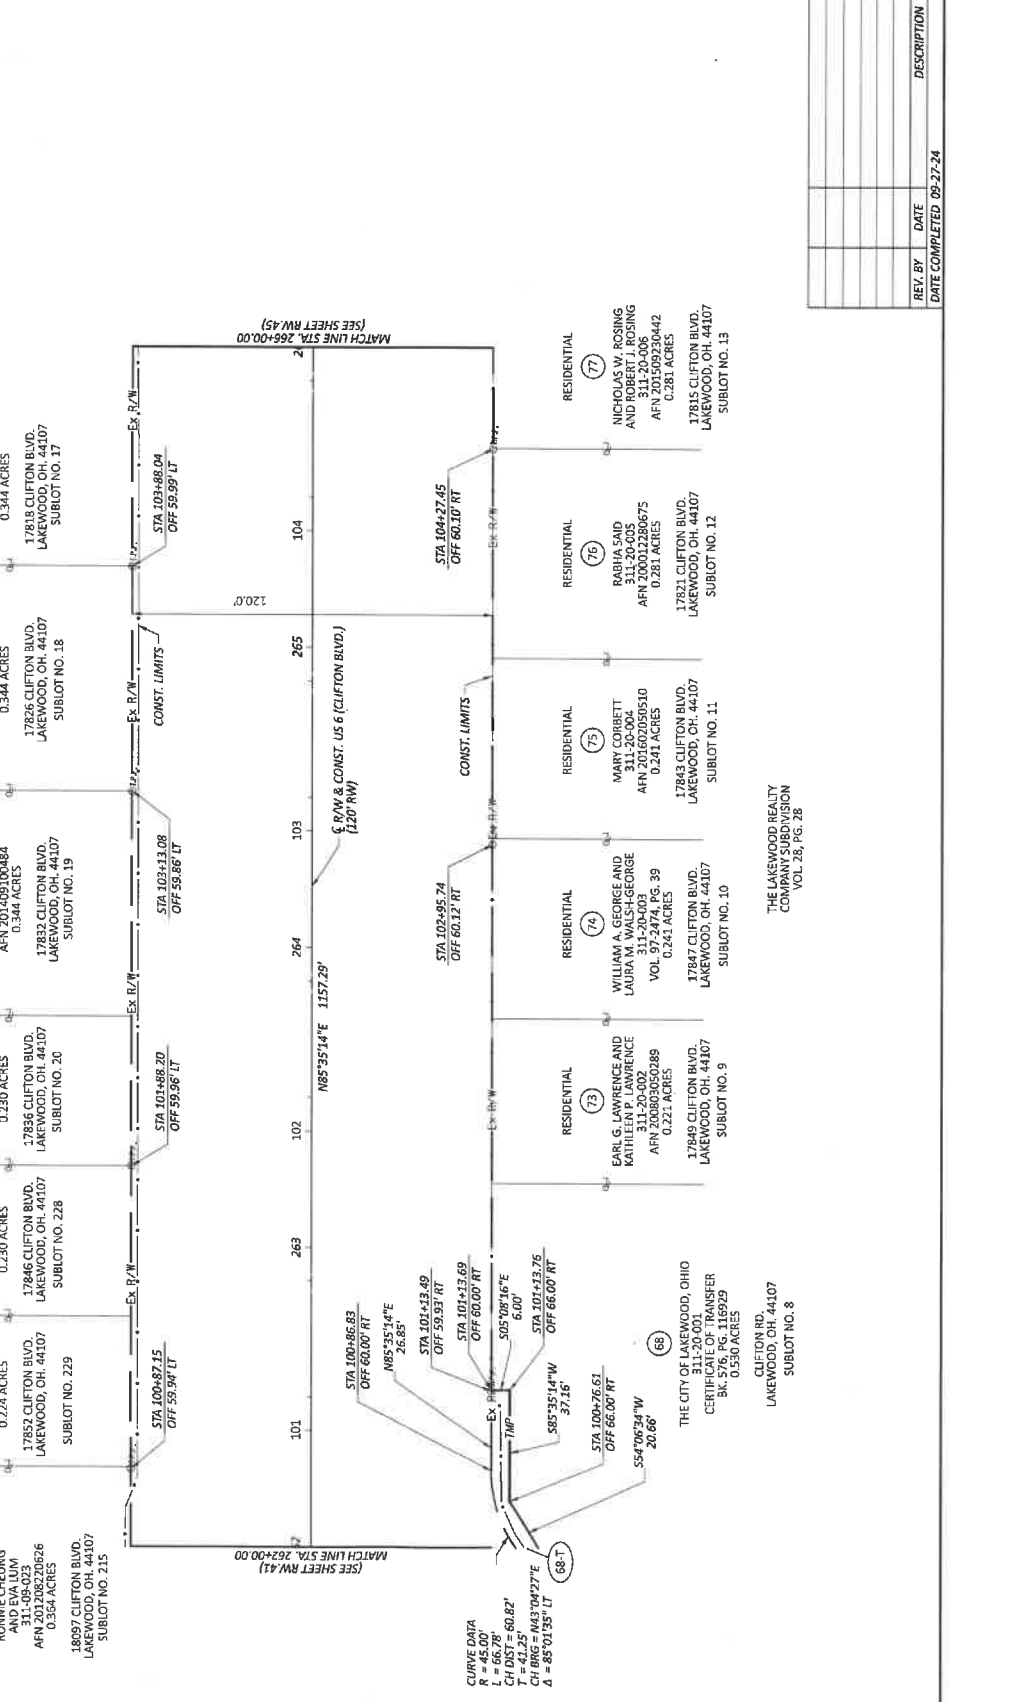 0.344 ACRES
17818 CLIFTON BLVD.
LAKEWOOD, OH. 44107
SUBLOT NO. 17
0.344 ACRES
17826 CLIFTON BLVD.
LAKEWOOD, OH. 44107
SUBLOT NO. 18
AFN 201409100484
0.344 ACRES
17832 CLIFTON BLVD.
LAKEWOOD, OH. 44107
SUBLOT NO. 19
0.230 ACRES
17836 CLIFTON BLVD.
LAKEWOOD, OH. 44107
SUBLOT NO. 20
0.230 ACRES
17846 CLIFTON BLVD.
LAKEWOOD, OH. 44107
SUBLOT NO. 228
0.224 ACRES
17852 CLIFTON BLVD.
LAKEWOOD, OH. 44107
SUBLOT NO. 229
RONNIE CHEUNG
AND EVA LUM
311-09-023
AFN 201208220626
0.364 ACRES
18097 CLIFTON BLVD.
LAKEWOOD, OH. 44107
SUBLOT NO. 215
Ex R/W
Ex R/W
Ex R/W
Ex R/W
STA 100+87.15
OFF 59.94' LT
STA 101+88.20
OFF 59.96' LT
STA 103+13.08
OFF 59.86' LT
CONST. LIMITS
STA 103+88.04
OFF 59.99' LT
MATCH LINE STA. 262+00.00
(SEE SHEET RW.41)
MATCH LINE STA. 266+00.00
(SEE SHEET RW.45)
120.0'
101
263
102
264
103
265
104
N85°35'14"E 1157.29'
℄ R/W & CONST. US 6 (CLIFTON BLVD.)
(120' RW)
STA 100+86.83
OFF 60.00' RT
N85°35'14"E
26.85'
STA 101+13.49
OFF 59.93' RT
STA 101+13.69
OFF 60.00' RT
S05°08'16"E
6.00'
STA 101+13.76
OFF 66.00' RT
STA 102+95.74
OFF 60.12' RT
CONST. LIMITS
STA 104+27.45
OFF 60.10' RT
Ex R/W
Ex R/W
Ex R/W
TMP
S85°35'14"W
37.16'
STA 100+76.61
OFF 66.00' RT
S54°06'34"W
20.66'
68-T
CURVE DATA
R = 45.00'
L = 66.78'
CH DIST = 60.82'
T = 41.25'
CH BRG = N43°04'27"E
Δ = 85°01'35" LT
68
THE CITY OF LAKEWOOD, OHIO
311-20-001
CERTIFICATE OF TRANSFER
BK. 576, PG. 116929
0.530 ACRES
CLIFTON RD.
LAKEWOOD, OH. 44107
SUBLOT NO. 8
RESIDENTIAL
73
EARL G. LAWRENCE AND
KATHLEEN P. LAWRENCE
311-20-002
AFN 200803050289
0.221 ACRES
17849 CLIFTON BLVD.
LAKEWOOD, OH. 44107
SUBLOT NO. 9
RESIDENTIAL
74
WILLIAM A. GEORGE AND
LAURA M. WALSH-GEORGE
311-20-003
VOL. 97-2474, PG. 39
0.241 ACRES
17847 CLIFTON BLVD.
LAKEWOOD, OH. 44107
SUBLOT NO. 10
RESIDENTIAL
75
MARY CORBETT
311-20-004
AFN 201602050510
0.241 ACRES
17843 CLIFTON BLVD.
LAKEWOOD, OH. 44107
SUBLOT NO. 11
RESIDENTIAL
76
RABHA SAID
311-20-005
AFN 200012280675
0.281 ACRES
17821 CLIFTON BLVD.
LAKEWOOD, OH. 44107
SUBLOT NO. 12
RESIDENTIAL
77
NICHOLAS W. ROSING
AND ROBERT J. ROSING
311-20-006
AFN 201509230442
0.281 ACRES
17815 CLIFTON BLVD.
LAKEWOOD, OH. 44107
SUBLOT NO. 13
THE LAKEWOOD REALTY
COMPANY SUBDIVISION
VOL. 28, PG. 28
REV. BY DATE DESCRIPTION
DATE COMPLETED 09-27-24